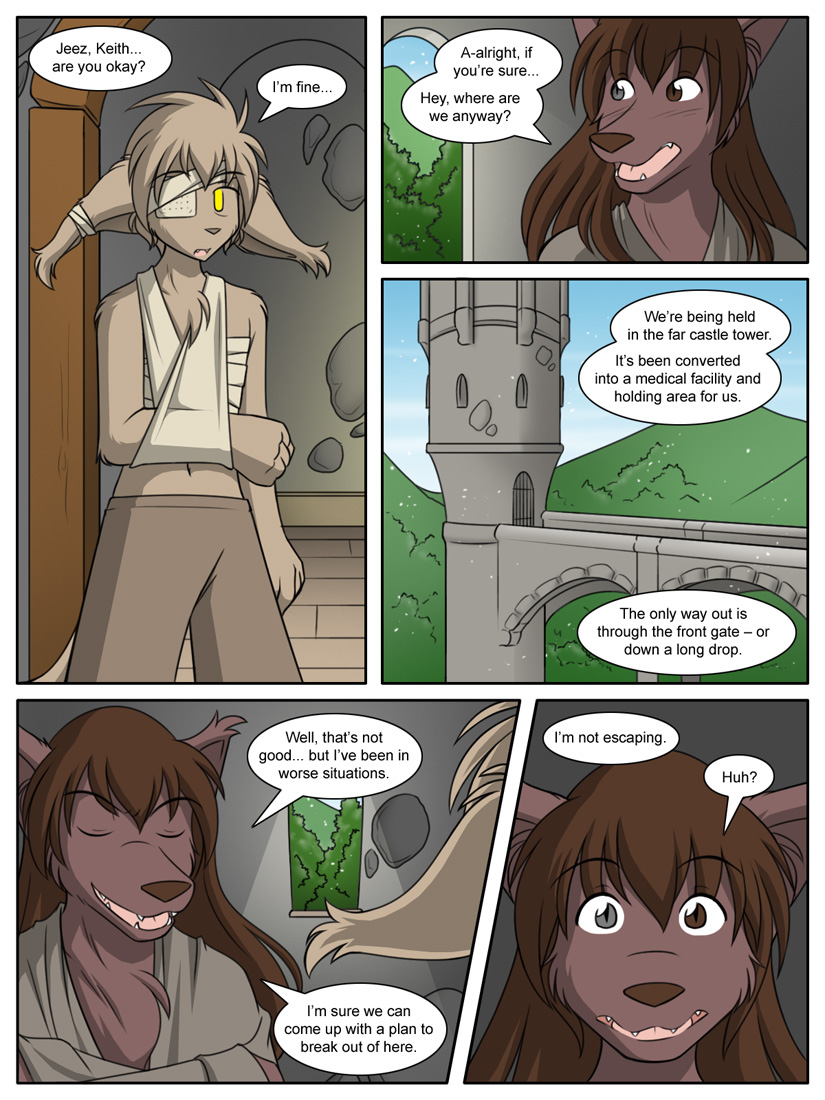 Jeez, Keith...
are you okay?
I'm fine...
A-alright, if
you're sure...
Hey, where are
we anyway?
We're being held
in the far castle tower.
It's been converted
into a medical facility and
holding area for us.
The only way out is
through the front gate – or
down a long drop.
Well, that's not
good... but I've been in
worse situations.
I'm sure we can
come up with a plan to
break out of here.
I'm not escaping.
Huh?